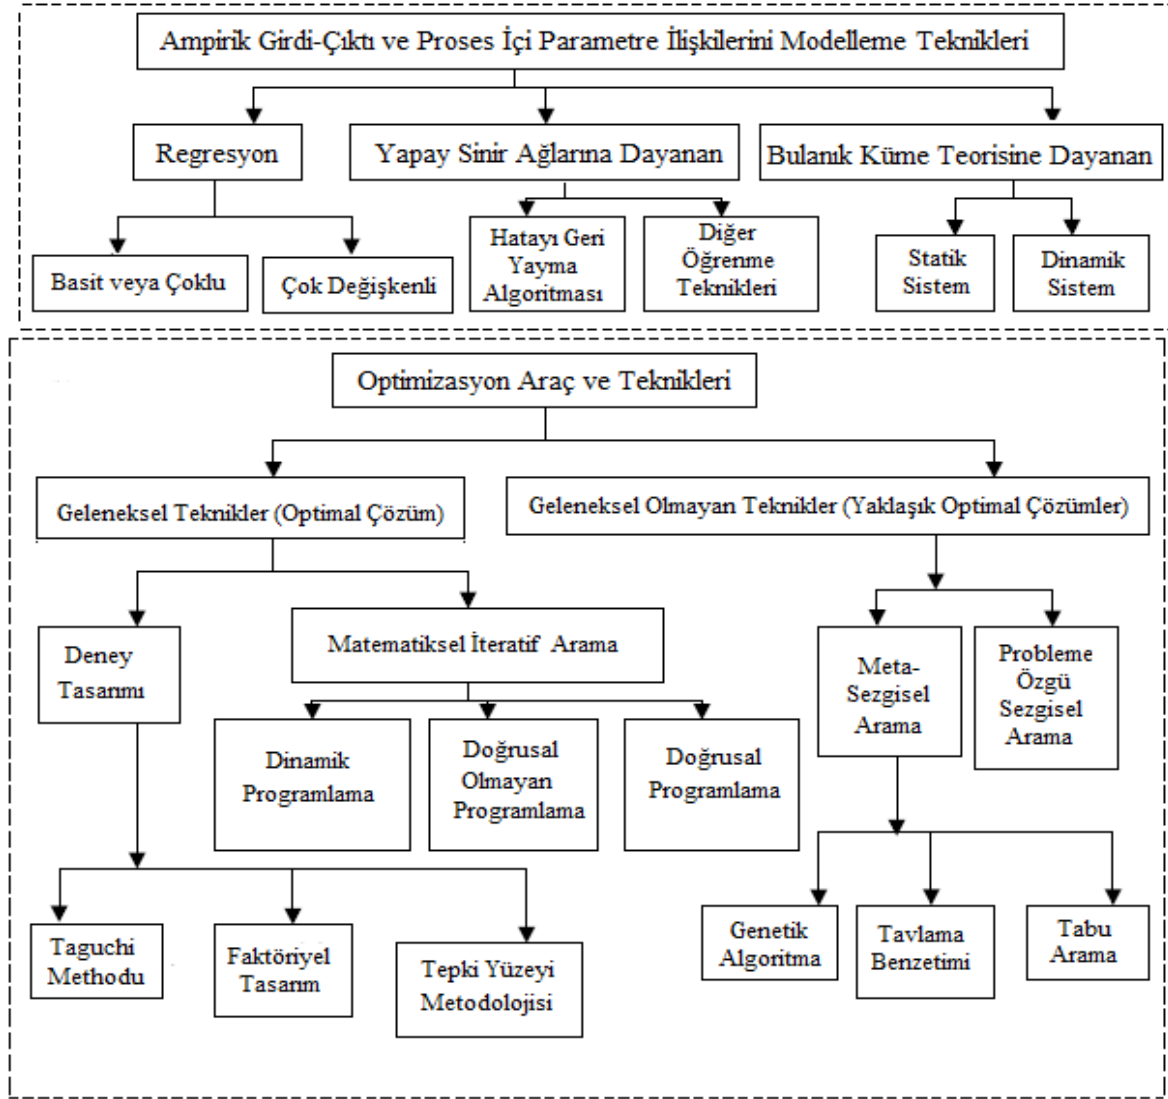 Ampirik Girdi-Çıktı ve Proses İçi Parametre İlişkilerini Modelleme Teknikleri
Regresyon
Yapay Sinir Ağlarına Dayanan
Bulanık Küme Teorisine Dayanan
Basit veya Çoklu
Çok Değişkenli
Hatayı Geri
Yayma
Algoritması
Diğer
Öğrenme
Teknikleri
Statik
Sistem
Dinamik
Sistem
Optimizasyon Araç ve Teknikleri
Geleneksel Teknikler (Optimal Çözüm)
Geleneksel Olmayan Teknikler (Yaklaşık Optimal Çözümler)
Deney
Tasarımı
Matematiksel İteratif Arama
Meta-
Sezgisel
Arama
Probleme
Özgü
Sezgisel
Arama
Dinamik
Programlama
Doğrusal
Olmayan
Programlama
Doğrusal
Programlama
Taguchi
Methodu
Faktöriyel
Tasarım
Tepki Yüzeyi
Metodolojisi
Genetik
Algoritma
Tavlama
Benzetimi
Tabu
Arama